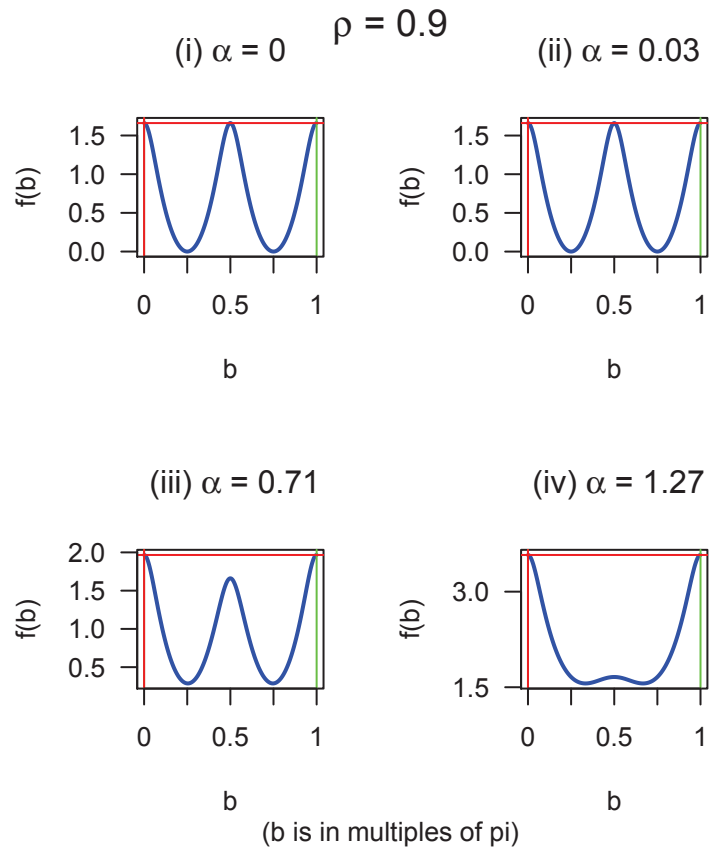 ρ = 0.9
(i) α = 0
(ii) α = 0.03
f(b)
1.5
1.0
0.5
0.0
0
0.5
1
b
f(b)
1.5
1.0
0.5
0.0
0
0.5
1
b
(iii) α = 0.71
(iv) α = 1.27
f(b)
2.0
1.5
1.0
0.5
0
0.5
1
b
f(b)
3.0
1.5
0
0.5
1
b
(b is in multiples of pi)